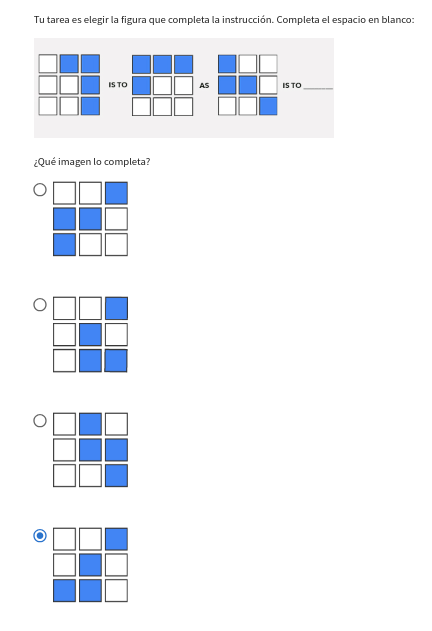 Tu tarea es elegir la figura que completa la instrucción. Completa el espacio en blanco:
IS TO AS IS TO ______
¿Qué imagen lo completa?